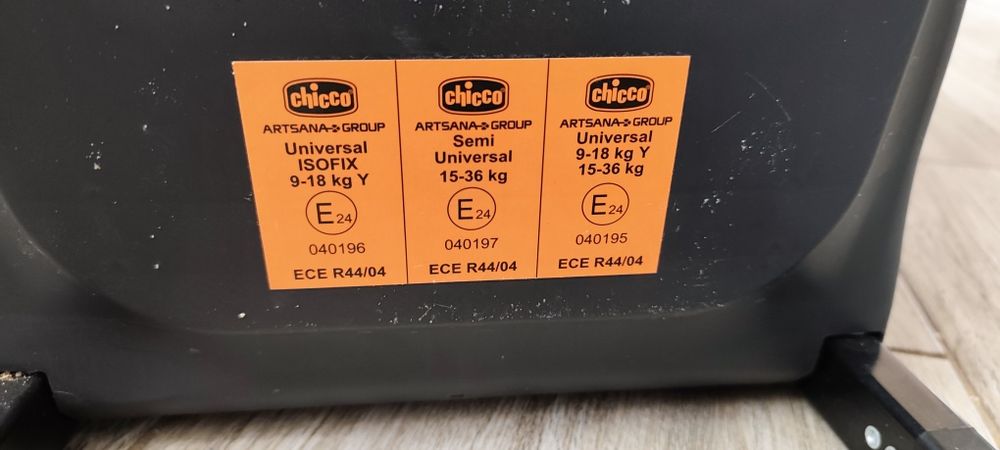 chicco
ARTSANA GROUP
Universal
ISOFIX
9-18 kg Y
E24
040196
ECE R44/04
chicco
ARTSANA GROUP
Semi
Universal
15-36 kg
E24
040197
ECE R44/04
chicco
ARTSANA GROUP
Universal
9-18 kg Y
15-36 kg
E24
040195
ECE R44/04